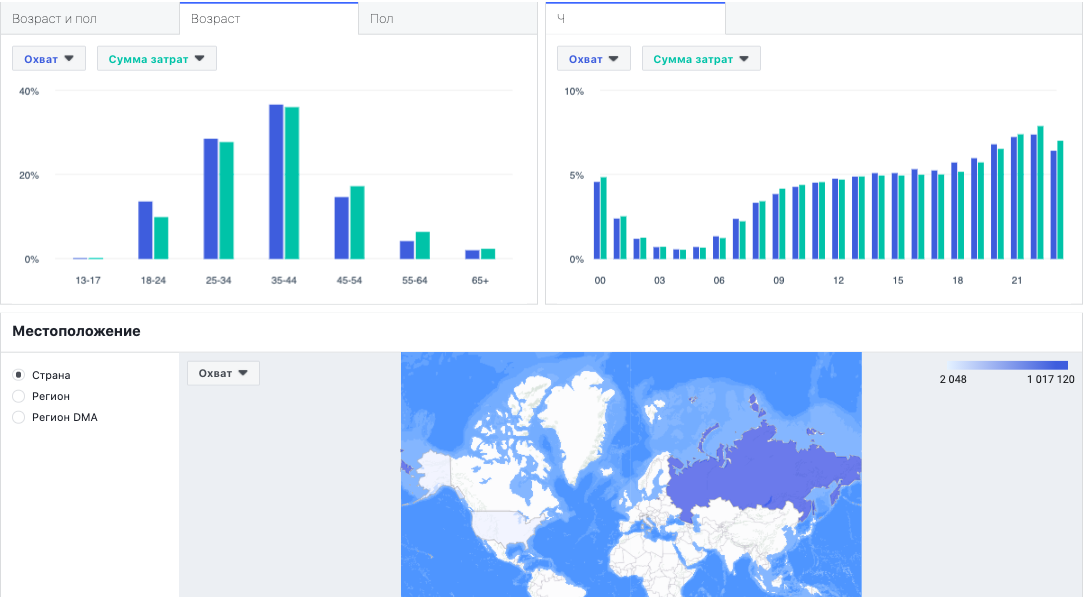 Возраст и пол
Возраст
Пол
Охват
Сумма затрат
40%
20%
0%
13-17
18-24
25-34
35-44
45-54
55-64
65+
Ч
Охват
Сумма затрат
10%
5%
0%
00
03
06
09
12
15
18
21
Местоположение
Страна
Регион
Регион DMA
Охват
2 048
1 017 120